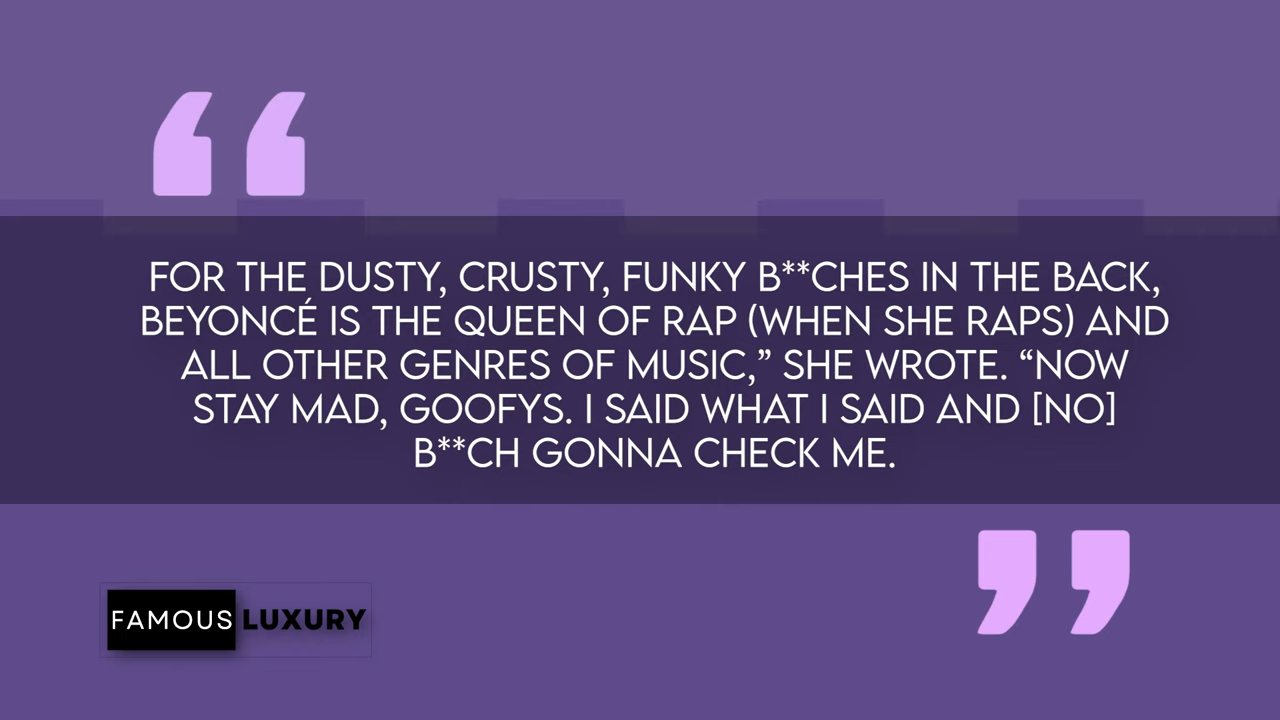 FOR THE DUSTY, CRUSTY, FUNKY B**CHES IN THE BACK,
BEYONCÉ IS THE QUEEN OF RAP (WHEN SHE RAPS) AND
ALL OTHER GENRES OF MUSIC,” SHE WROTE. “NOW
STAY MAD, GOOFYS. I SAID WHAT I SAID AND [NO]
B**CH GONNA CHECK ME.
FAMOUS LUXURY